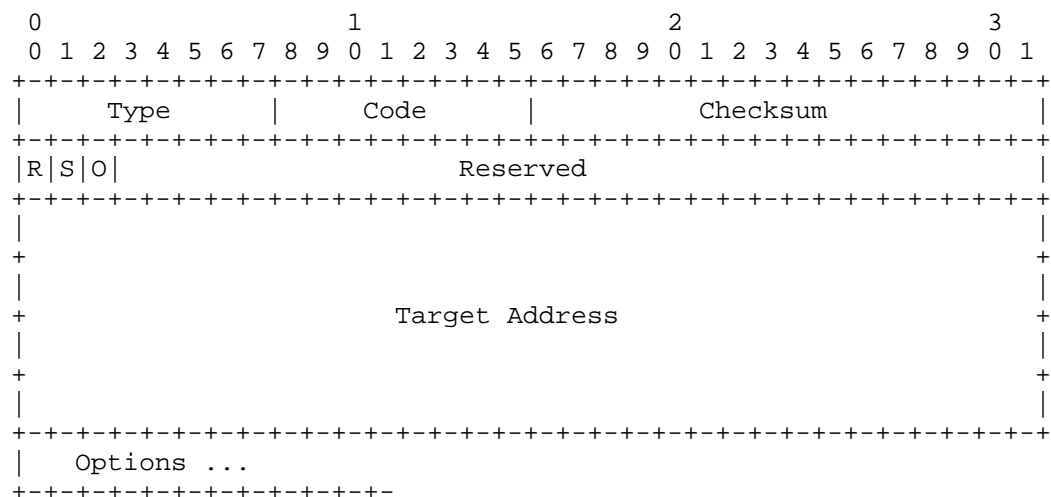 0                   1                   2                   3
 0 1 2 3 4 5 6 7 8 9 0 1 2 3 4 5 6 7 8 9 0 1 2 3 4 5 6 7 8 9 0 1
+-+-+-+-+-+-+-+-+-+-+-+-+-+-+-+-+-+-+-+-+-+-+-+-+-+-+-+-+-+-+-+-+
|     Type      |     Code      |          Checksum             |
+-+-+-+-+-+-+-+-+-+-+-+-+-+-+-+-+-+-+-+-+-+-+-+-+-+-+-+-+-+-+-+-+
|R|S|O|                     Reserved                            |
+-+-+-+-+-+-+-+-+-+-+-+-+-+-+-+-+-+-+-+-+-+-+-+-+-+-+-+-+-+-+-+-+
|                                                               |
+                                                               +
|                                                               |
+                       Target Address                          +
|                                                               |
+                                                               +
|                                                               |
+-+-+-+-+-+-+-+-+-+-+-+-+-+-+-+-+-+-+-+-+-+-+-+-+-+-+-+-+-+-+-+-+
|   Options ...
+-+-+-+-+-+-+-+-+-+-+-+-